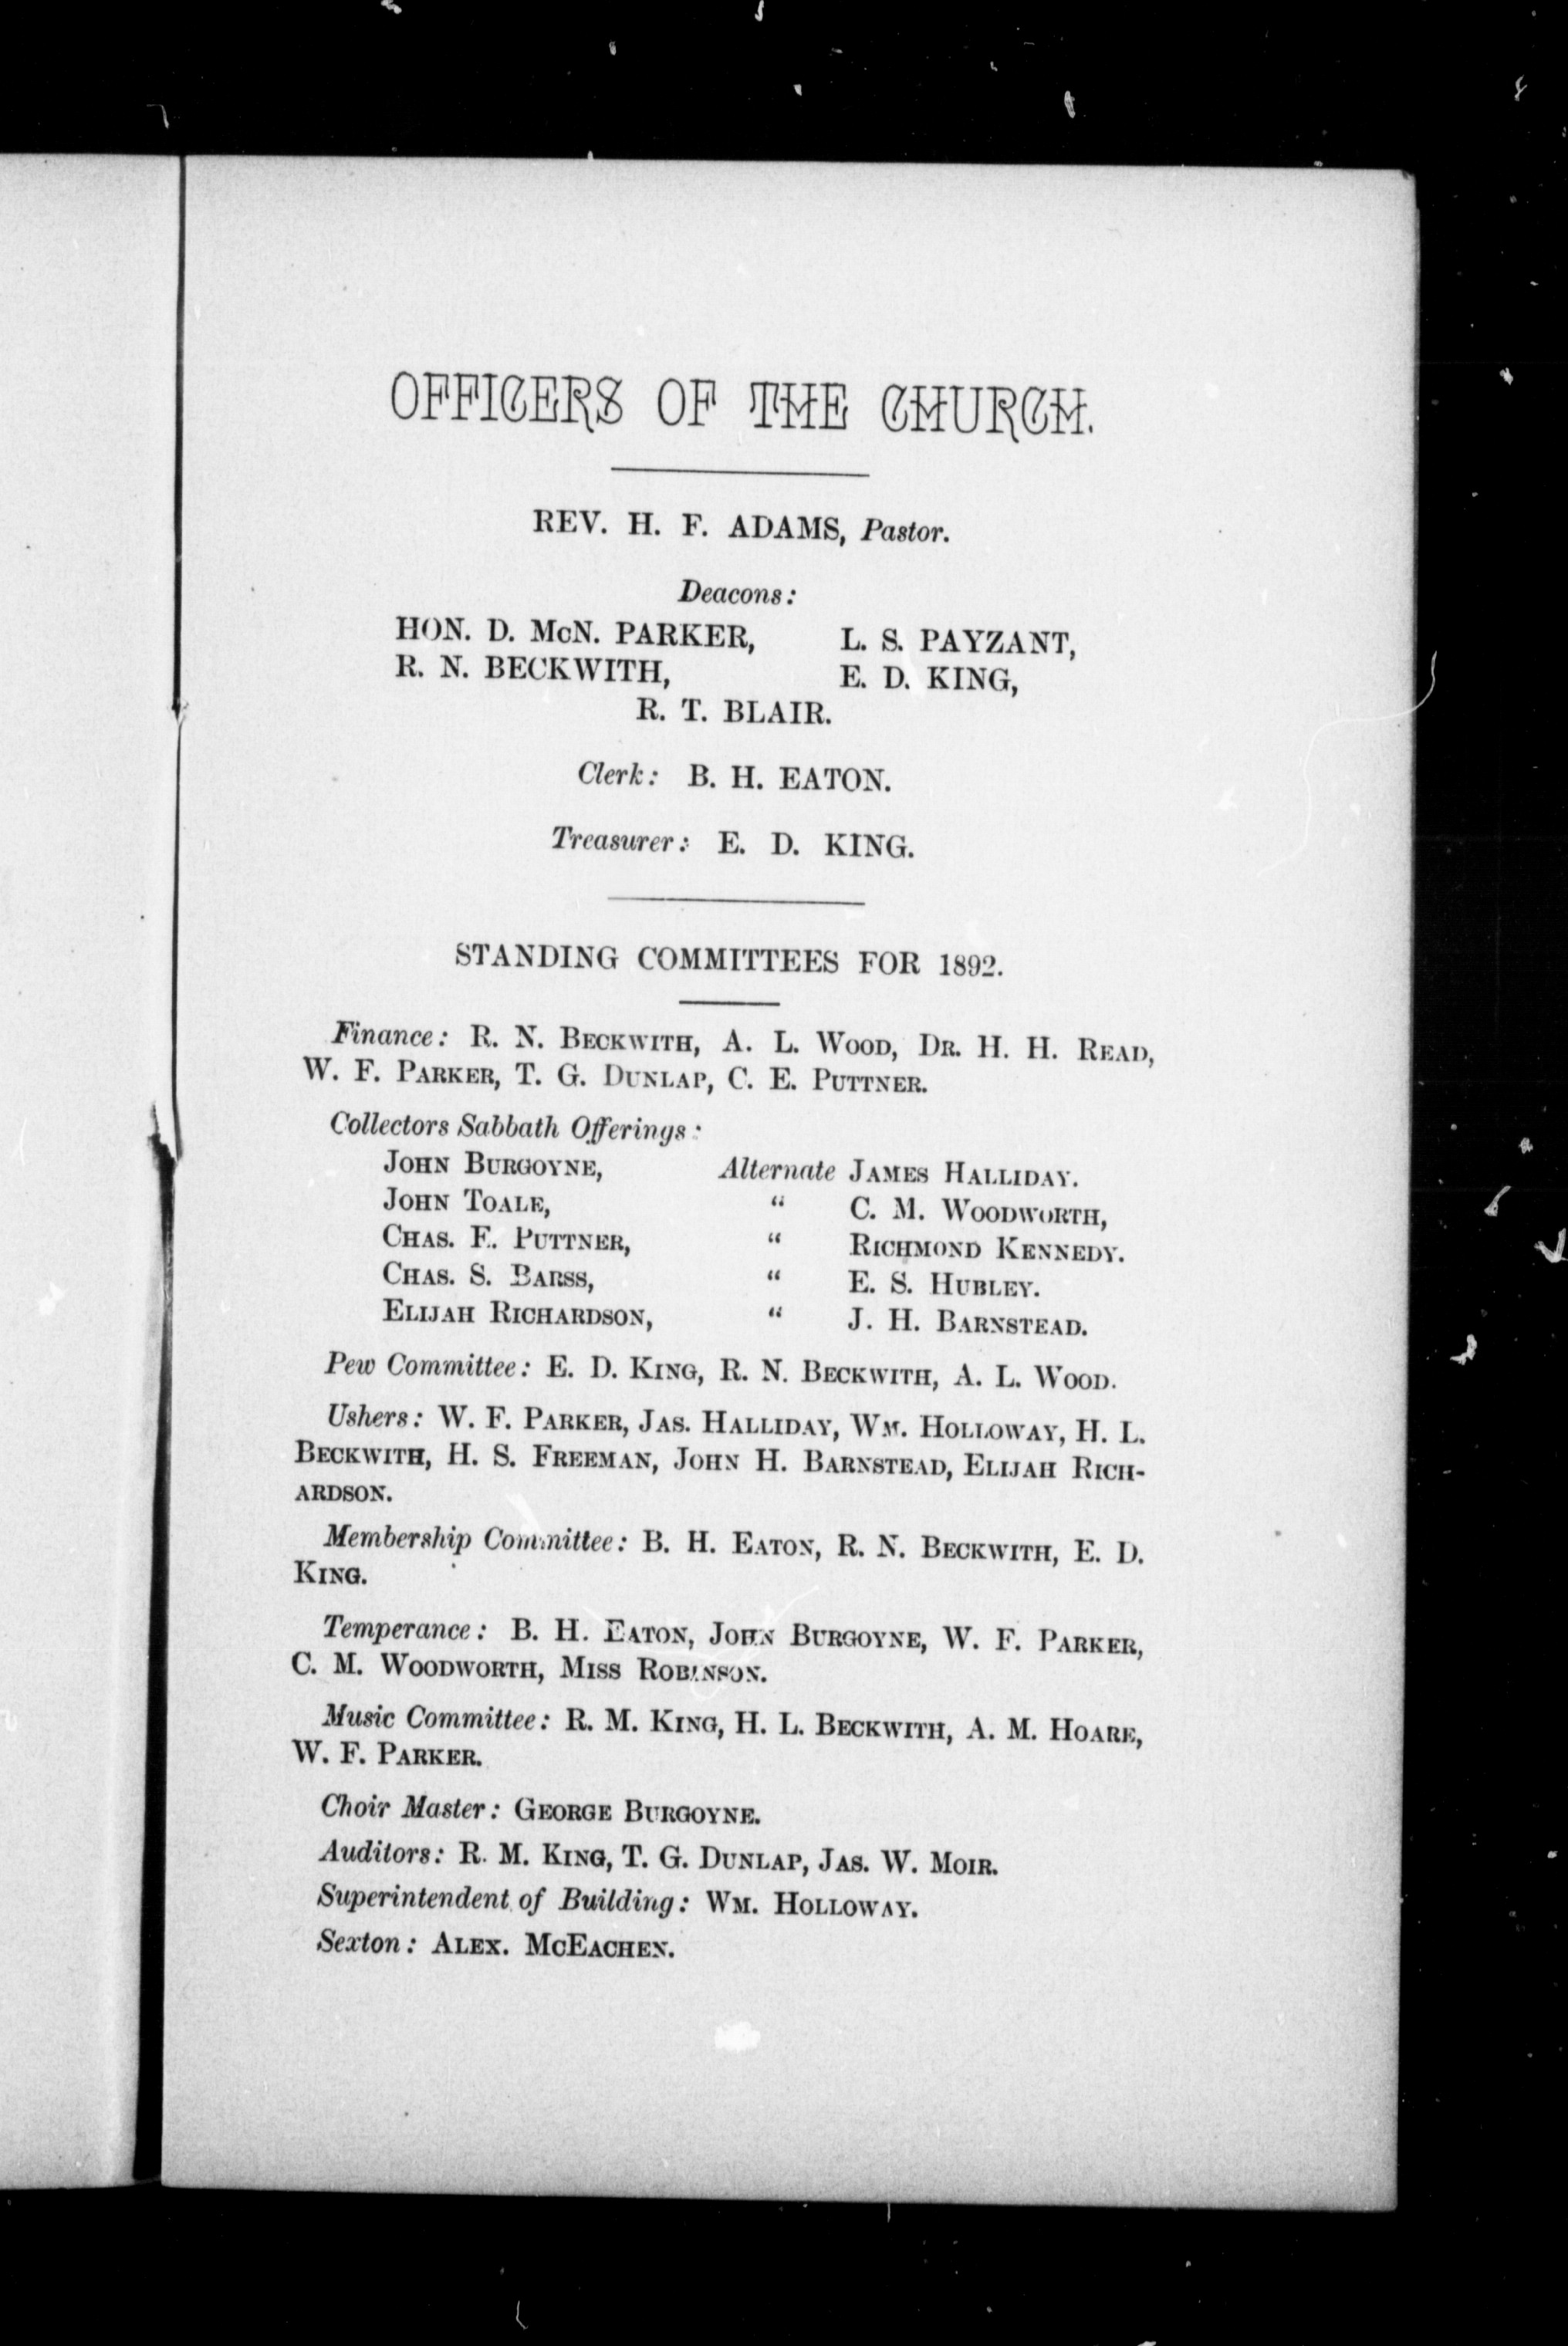 OFFICERS OF THE CHURCH.
REV. H. F. ADAMS, Pastor.
Deacons:
HON. D. McN. PARKER, L. S. PAYZANT,
R. N. BECKWITH, E. D. KING,
R. T. BLAIR.
Clerk: B. H. EATON.
Treasurer: E. D. KING.
STANDING COMMITTEES FOR 1892.
Finance: R. N. BECKWITH, A. L. WOOD, DR. H. H. READ,
W. F. PARKER, T. G. DUNLAP, C. E. PUTTNER.
Collectors Sabbath Offerings:
JOHN BURGOYNE, Alternate JAMES HALLIDAY.
JOHN TOALE, " C. M. WOODWORTH,
CHAS. E. PUTTNER, " RICHMOND KENNEDY.
CHAS. S. BARSS, " E. S. HUBLEY.
ELIJAH RICHARDSON, " J. H. BARNSTEAD.
Pew Committee: E. D. KING, R. N. BECKWITH, A. L. WOOD.
Ushers: W. F. PARKER, JAS. HALLIDAY, WM. HOLLOWAY, H. L.
BECKWITH, H. S. FREEMAN, JOHN H. BARNSTEAD, ELIJAH RICH-
ARDSON.
Membership Committee: B. H. EATON, R. N. BECKWITH, E. D.
KING.
Temperance: B. H. EATON, JOHN BURGOYNE, W. F. PARKER,
C. M. WOODWORTH, MISS ROBINSON.
Music Committee: R. M. KING, H. L. BECKWITH, A. M. HOARE,
W. F. PARKER.
Choir Master: GEORGE BURGOYNE.
Auditors: R. M. KING, T. G. DUNLAP, JAS. W. MOIR.
Superintendent of Building: WM. HOLLOWAY.
Sexton: ALEX. MCEACHEN.